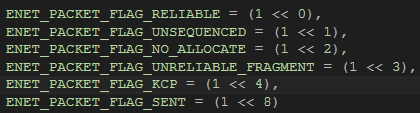 ENET_PACKET_FLAG_RELIABLE = (1 << 0),
ENET_PACKET_FLAG_UNSEQUENCED = (1 << 1),
ENET_PACKET_FLAG_NO_ALLOCATE = (1 << 2),
ENET_PACKET_FLAG_UNRELIABLE_FRAGMENT = (1 << 3),
ENET_PACKET_FLAG_KCP = (1 << 4),
ENET_PACKET_FLAG_SENT = (1 << 8)